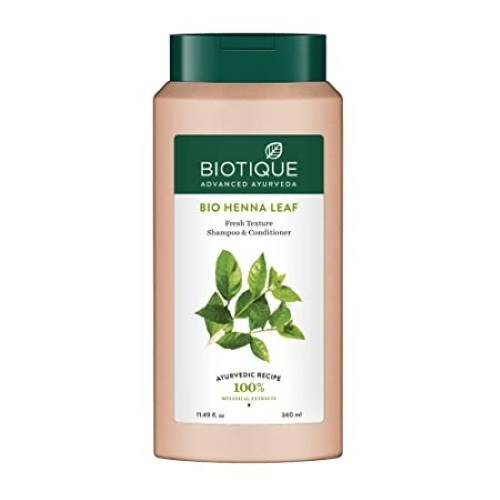 BIOTIQUE
ADVANCED AYURVEDA
BIO HENNA LEAF
Fresh Texture
Shampoo & Conditioner
AYURVEDIC RECIPE
100%
BOTANICAL EXTRACTS
11.49 fl. oz 340 ml